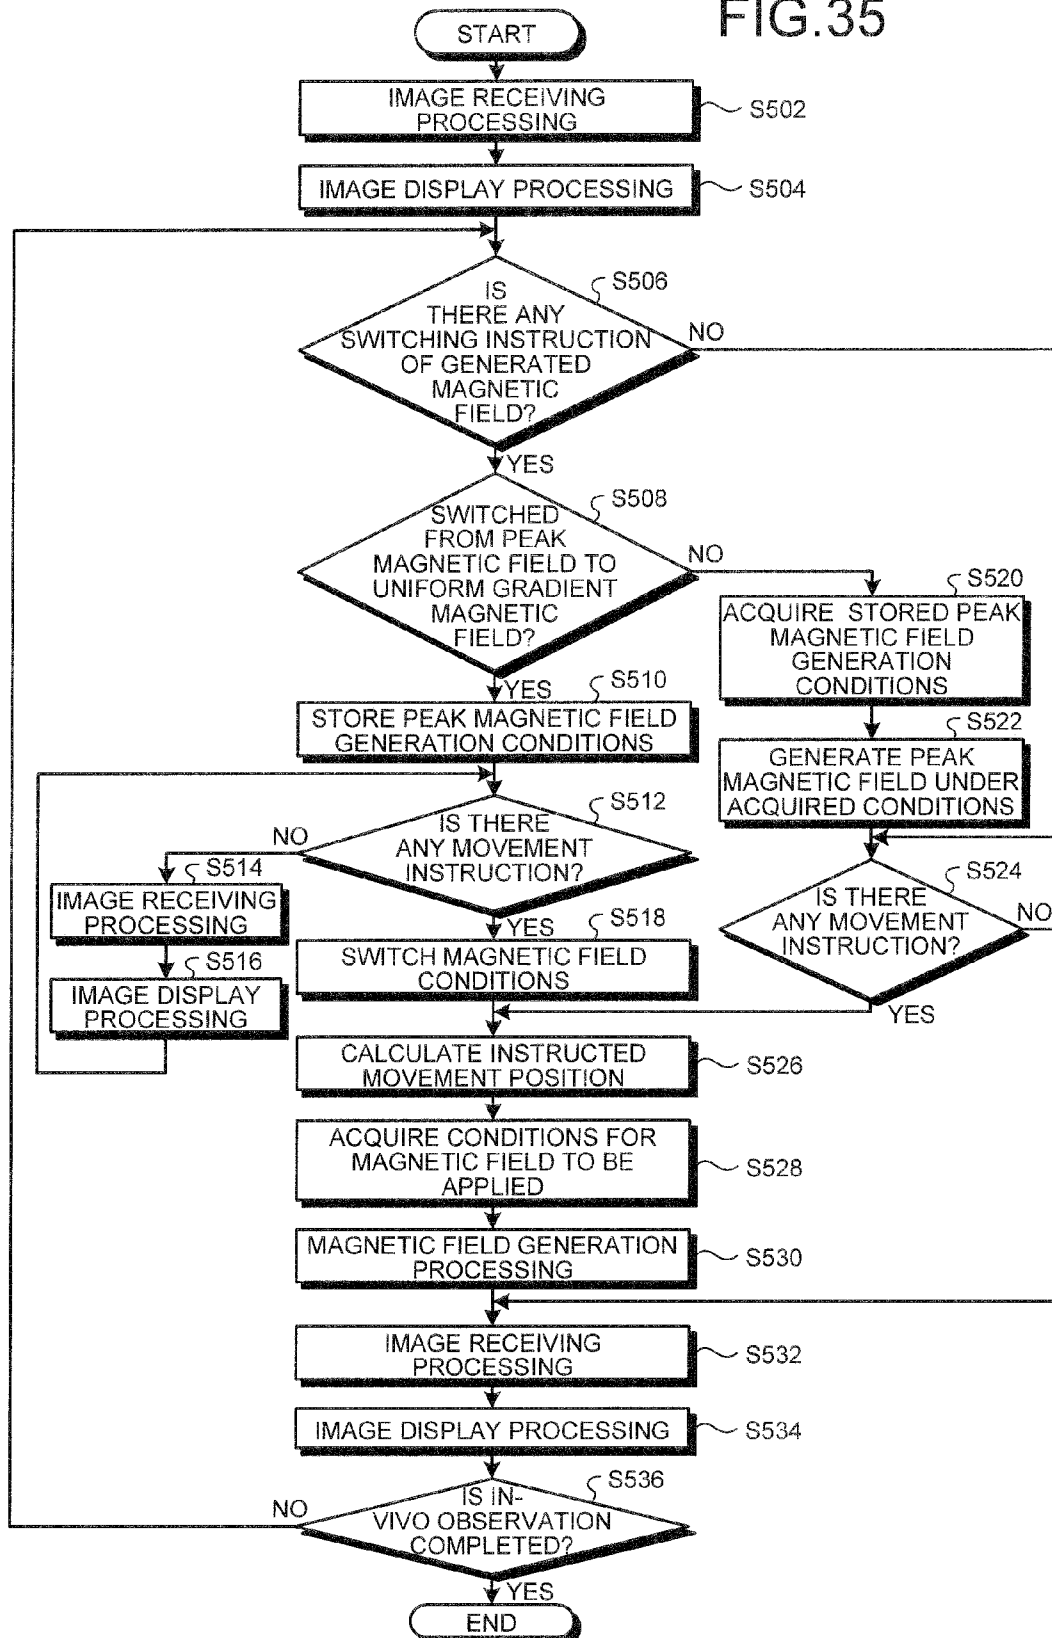 FIG.35
START
IMAGE RECEIVING
PROCESSING
S502
IMAGE DISPLAY PROCESSING
S504
S506
IS
THERE ANY
SWITCHING INSTRUCTION
OF GENERATED
MAGNETIC
FIELD?
NO
YES
S508
SWITCHED
FROM PEAK
MAGNETIC FIELD TO
UNIFORM GRADIENT
MAGNETIC
FIELD?
NO
YES
S520
ACQUIRE STORED PEAK
MAGNETIC FIELD
GENERATION
CONDITIONS
S510
STORE PEAK MAGNETIC FIELD
GENERATION CONDITIONS
S522
GENERATE PEAK
MAGNETIC FIELD UNDER
ACQUIRED CONDITIONS
S512
IS THERE
ANY MOVEMENT
INSTRUCTION?
NO
YES
S514
IMAGE RECEIVING
PROCESSING
S516
IMAGE DISPLAY
PROCESSING
S518
SWITCH MAGNETIC FIELD
CONDITIONS
S524
IS THERE
ANY MOVEMENT
INSTRUCTION?
NO
YES
CALCULATE INSTRUCTED
MOVEMENT POSITION
S526
ACQUIRE CONDITIONS FOR
MAGNETIC FIELD TO BE
APPLIED
S528
MAGNETIC FIELD GENERATION
PROCESSING
S530
IMAGE RECEIVING
PROCESSING
S532
IMAGE DISPLAY PROCESSING
S534
S536
IS IN-
VIVO OBSERVATION
COMPLETED?
NO
YES
END